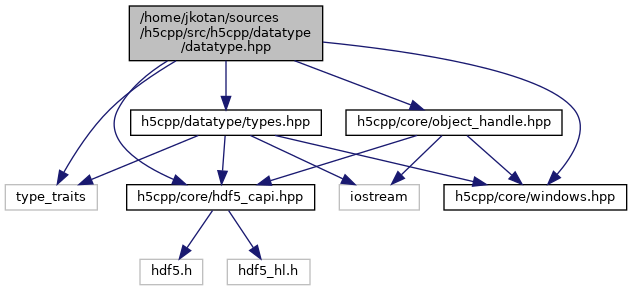 /home/jkotan/sources
/h5cpp/src/h5cpp/datatype
/datatype.hpp
h5cpp/datatype/types.hpp
h5cpp/core/object_handle.hpp
type_traits
h5cpp/core/hdf5_capi.hpp
iostream
h5cpp/core/windows.hpp
hdf5.h
hdf5_hl.h